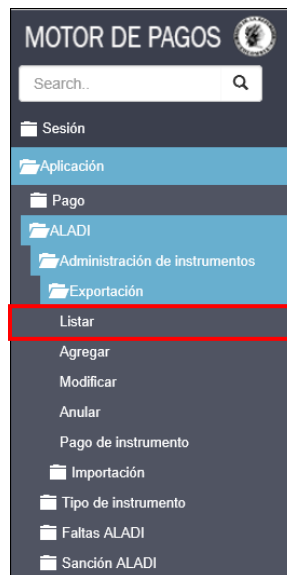 MOTOR DE PAGOS
Search..
Sesión
Aplicación
Pago
ALADI
Administración de instrumentos
Exportación
Listar
Agregar
Modificar
Anular
Pago de instrumento
Importación
Tipo de instrumento
Faltas ALADI
Sanción ALADI